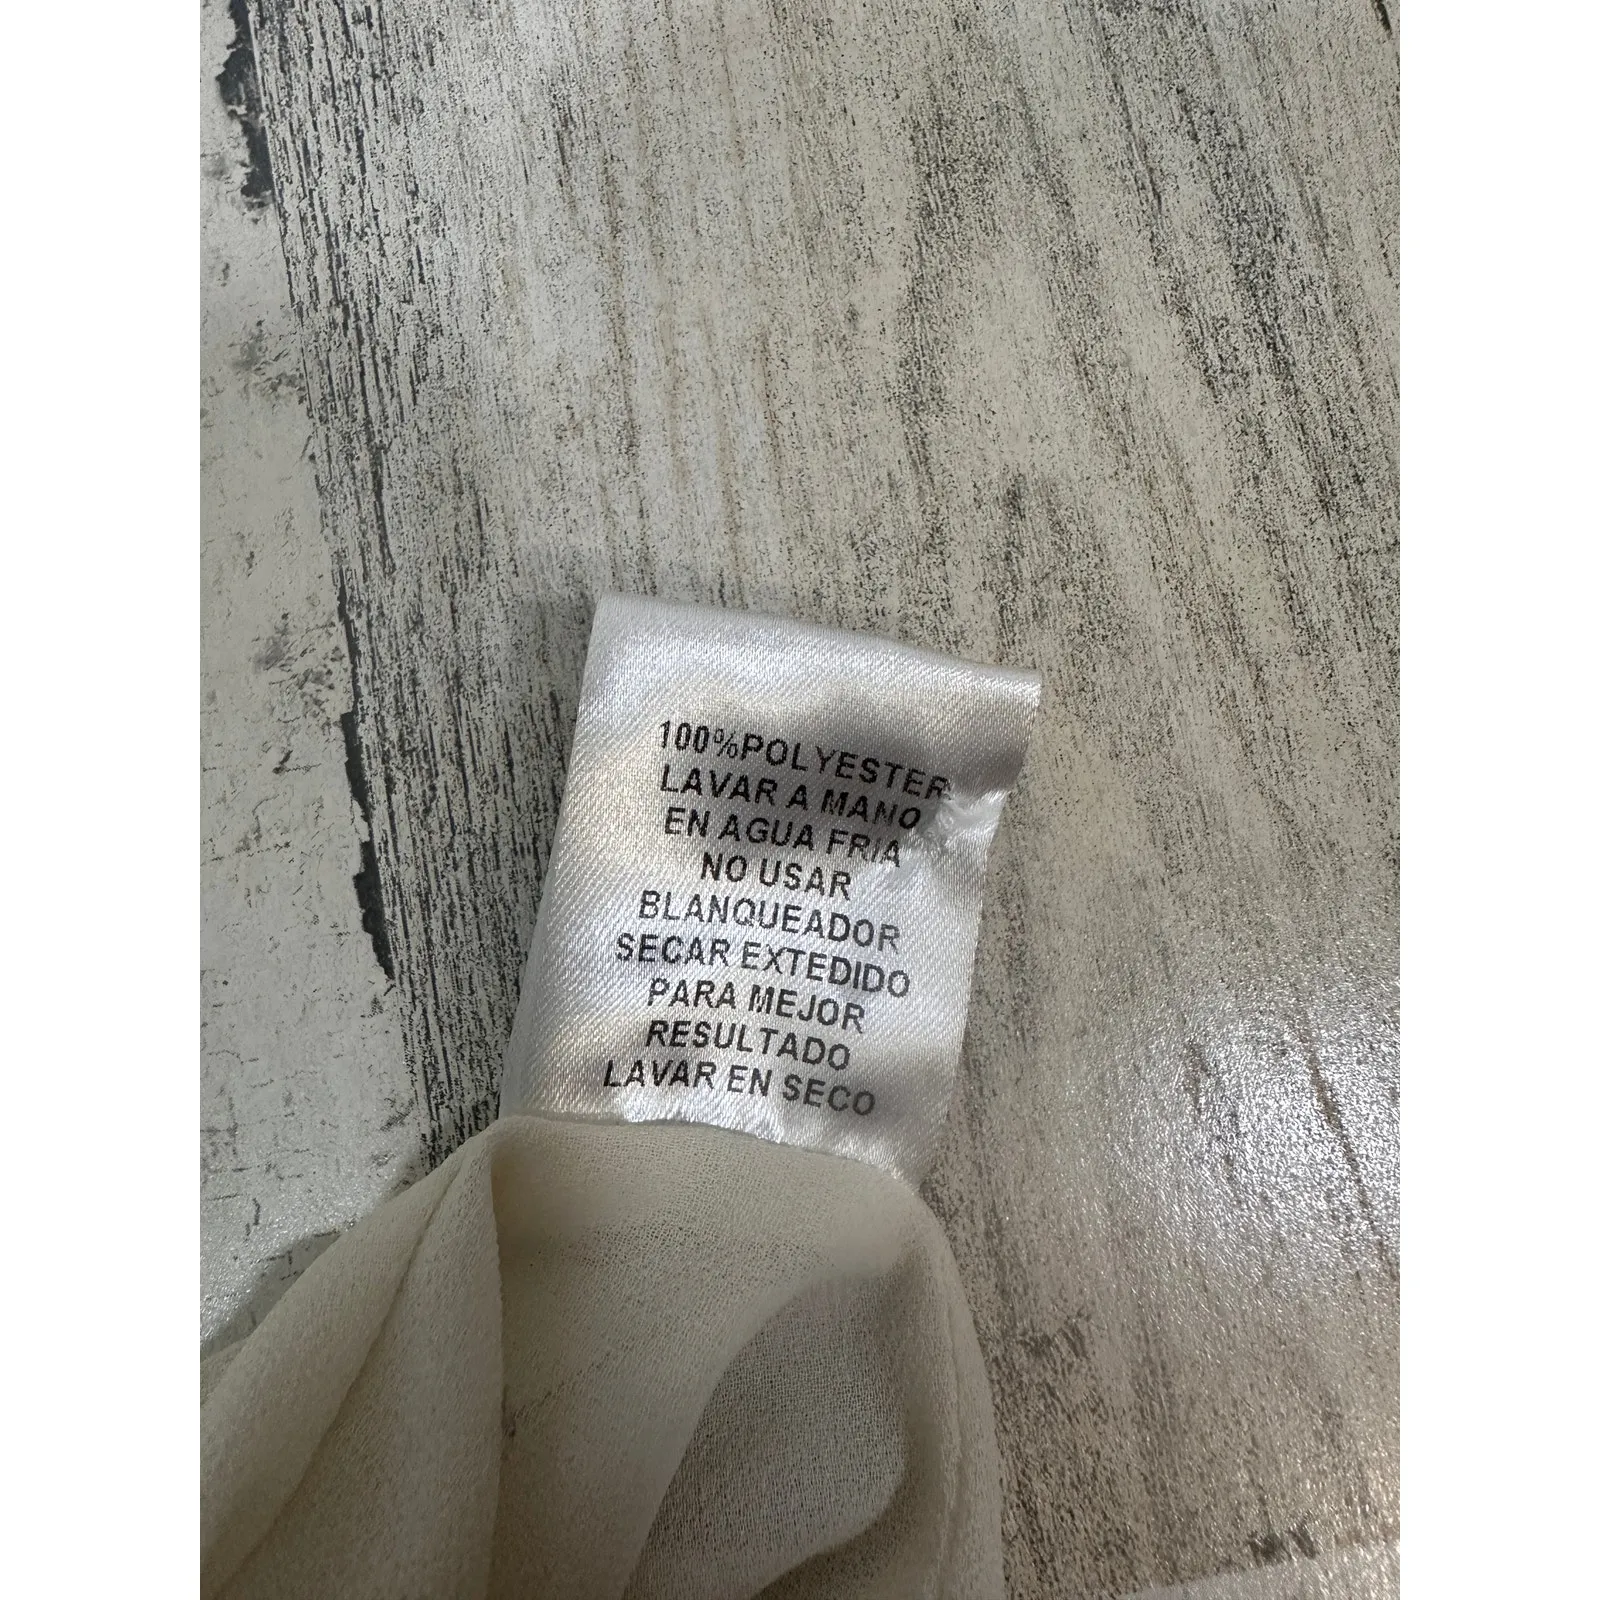 100%POLYESTER
LAVAR A MANO
EN AGUA FRIA
NO USAR
BLANQUEADOR
SECAR EXTEDIDO
PARA MEJOR
RESULTADO
LAVAR EN SECO